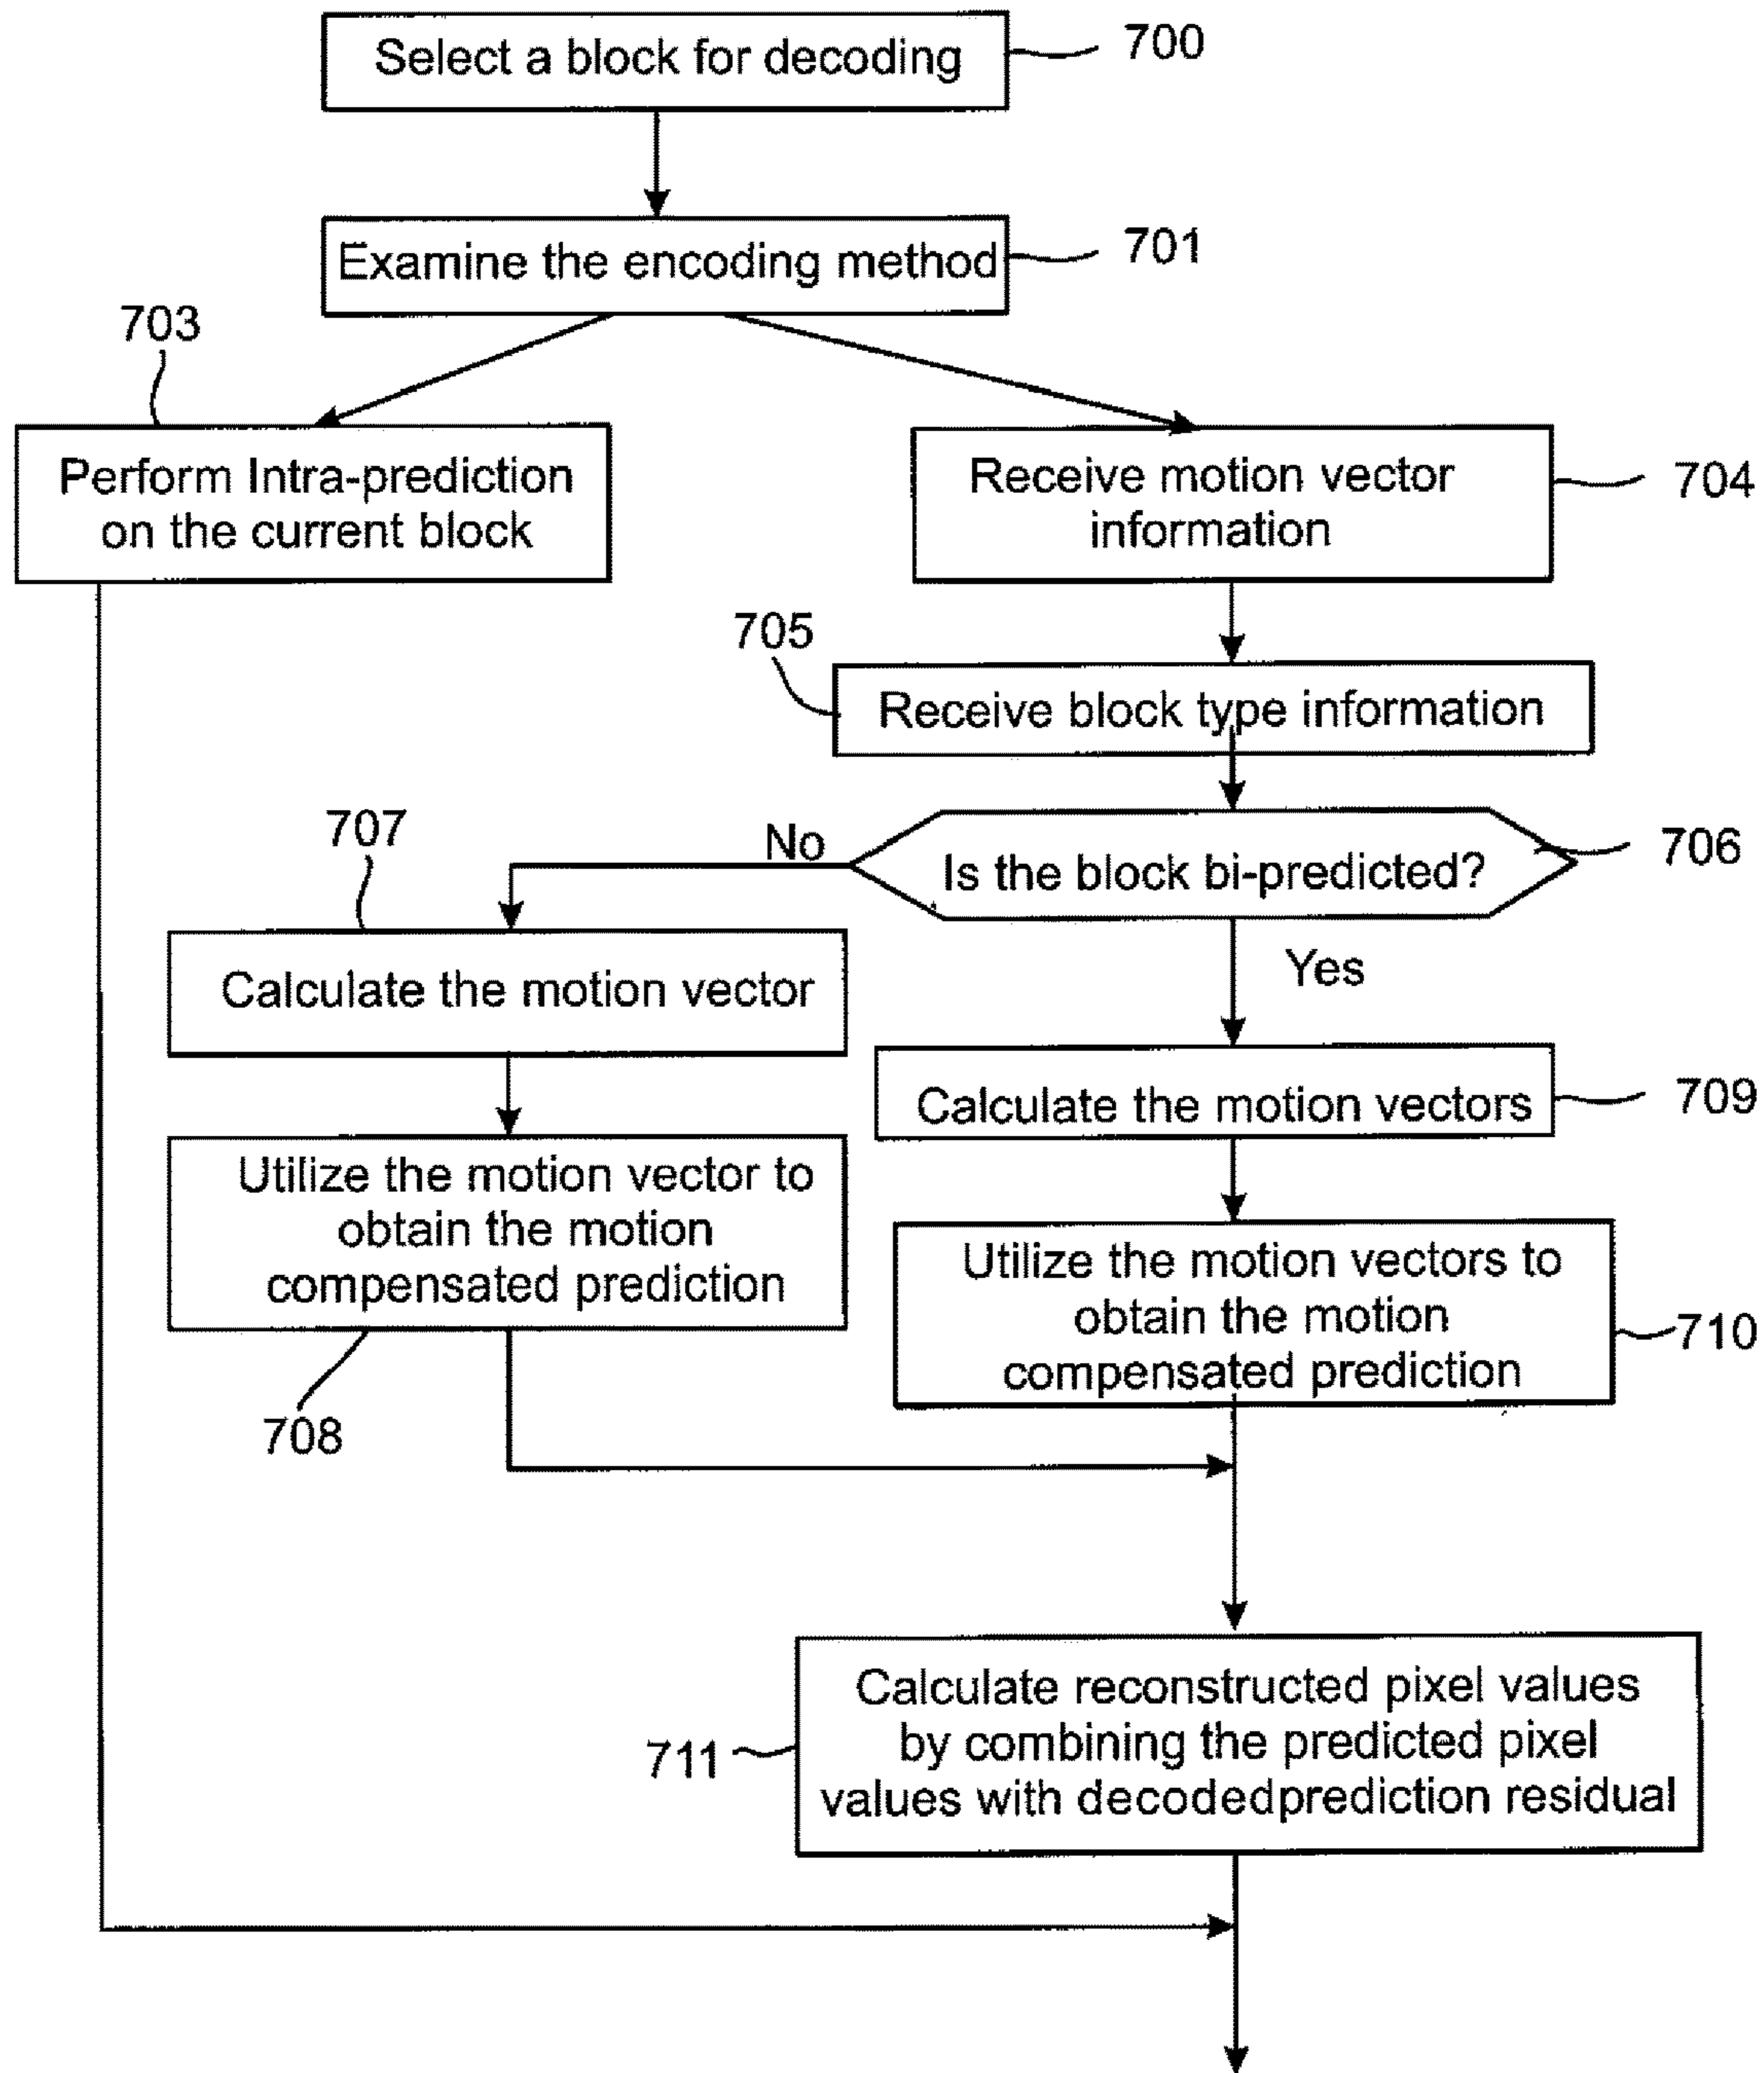 Select a block for decoding
700
Examine the encoding method
701
703
Perform Intra-prediction
on the current block
Receive motion vector
information
704
705
Receive block type information
706
Is the block bi-predicted?
No
Yes
707
Calculate the motion vector
Calculate the motion vectors
709
Utilize the motion vector to
obtain the motion
compensated prediction
708
Utilize the motion vectors to
obtain the motion
compensated prediction
710
711
Calculate reconstructed pixel values
by combining the predicted pixel
values with decodedprediction residual